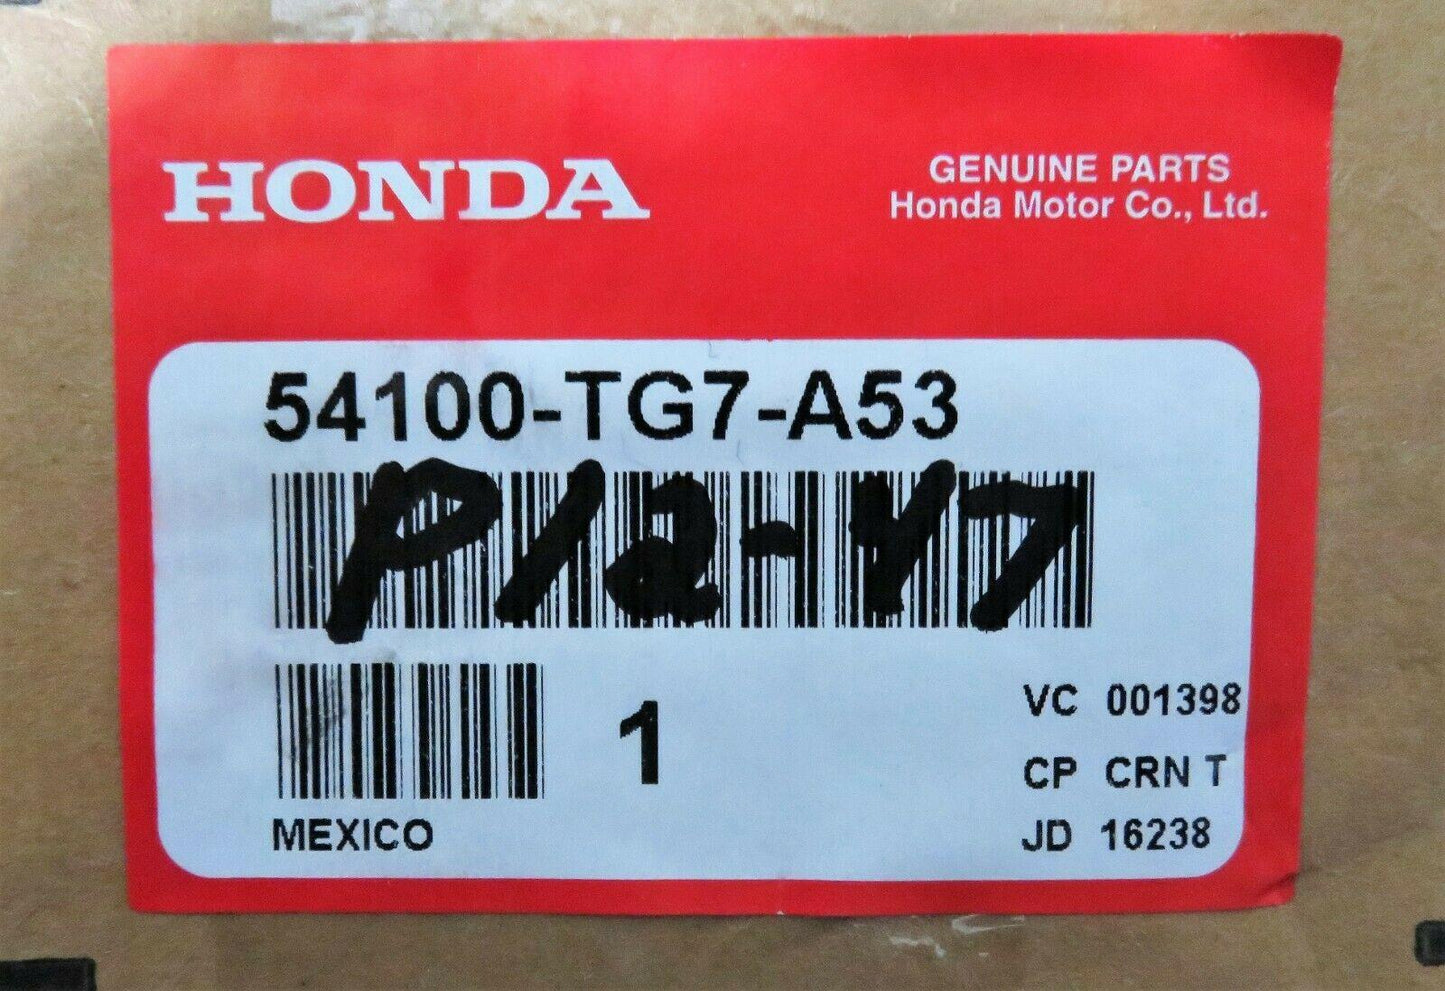 HONDA
GENUINE PARTS
Honda Motor Co., Ltd.
54100-TG7-A53
P12-Y7
1
VC 001398
CP CRN T
MEXICO
JD 16238